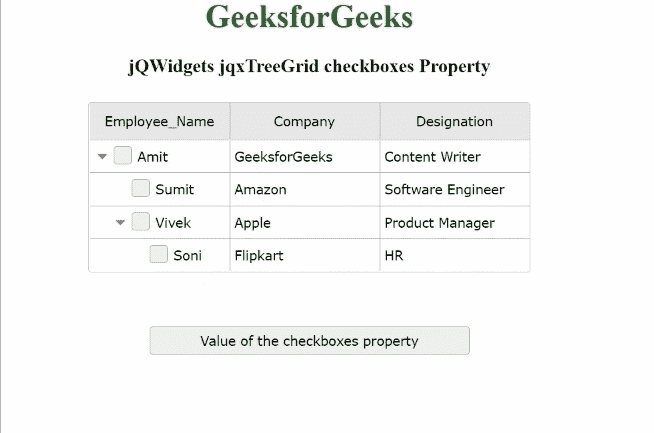 GeeksforGeeks
jQWidgets jqxTreeGrid checkboxes Property
Employee_Name Company Designation
Amit GeeksforGeeks Content Writer
Sumit Amazon Software Engineer
Vivek Apple Product Manager
Soni Flipkart HR
Value of the checkboxes property